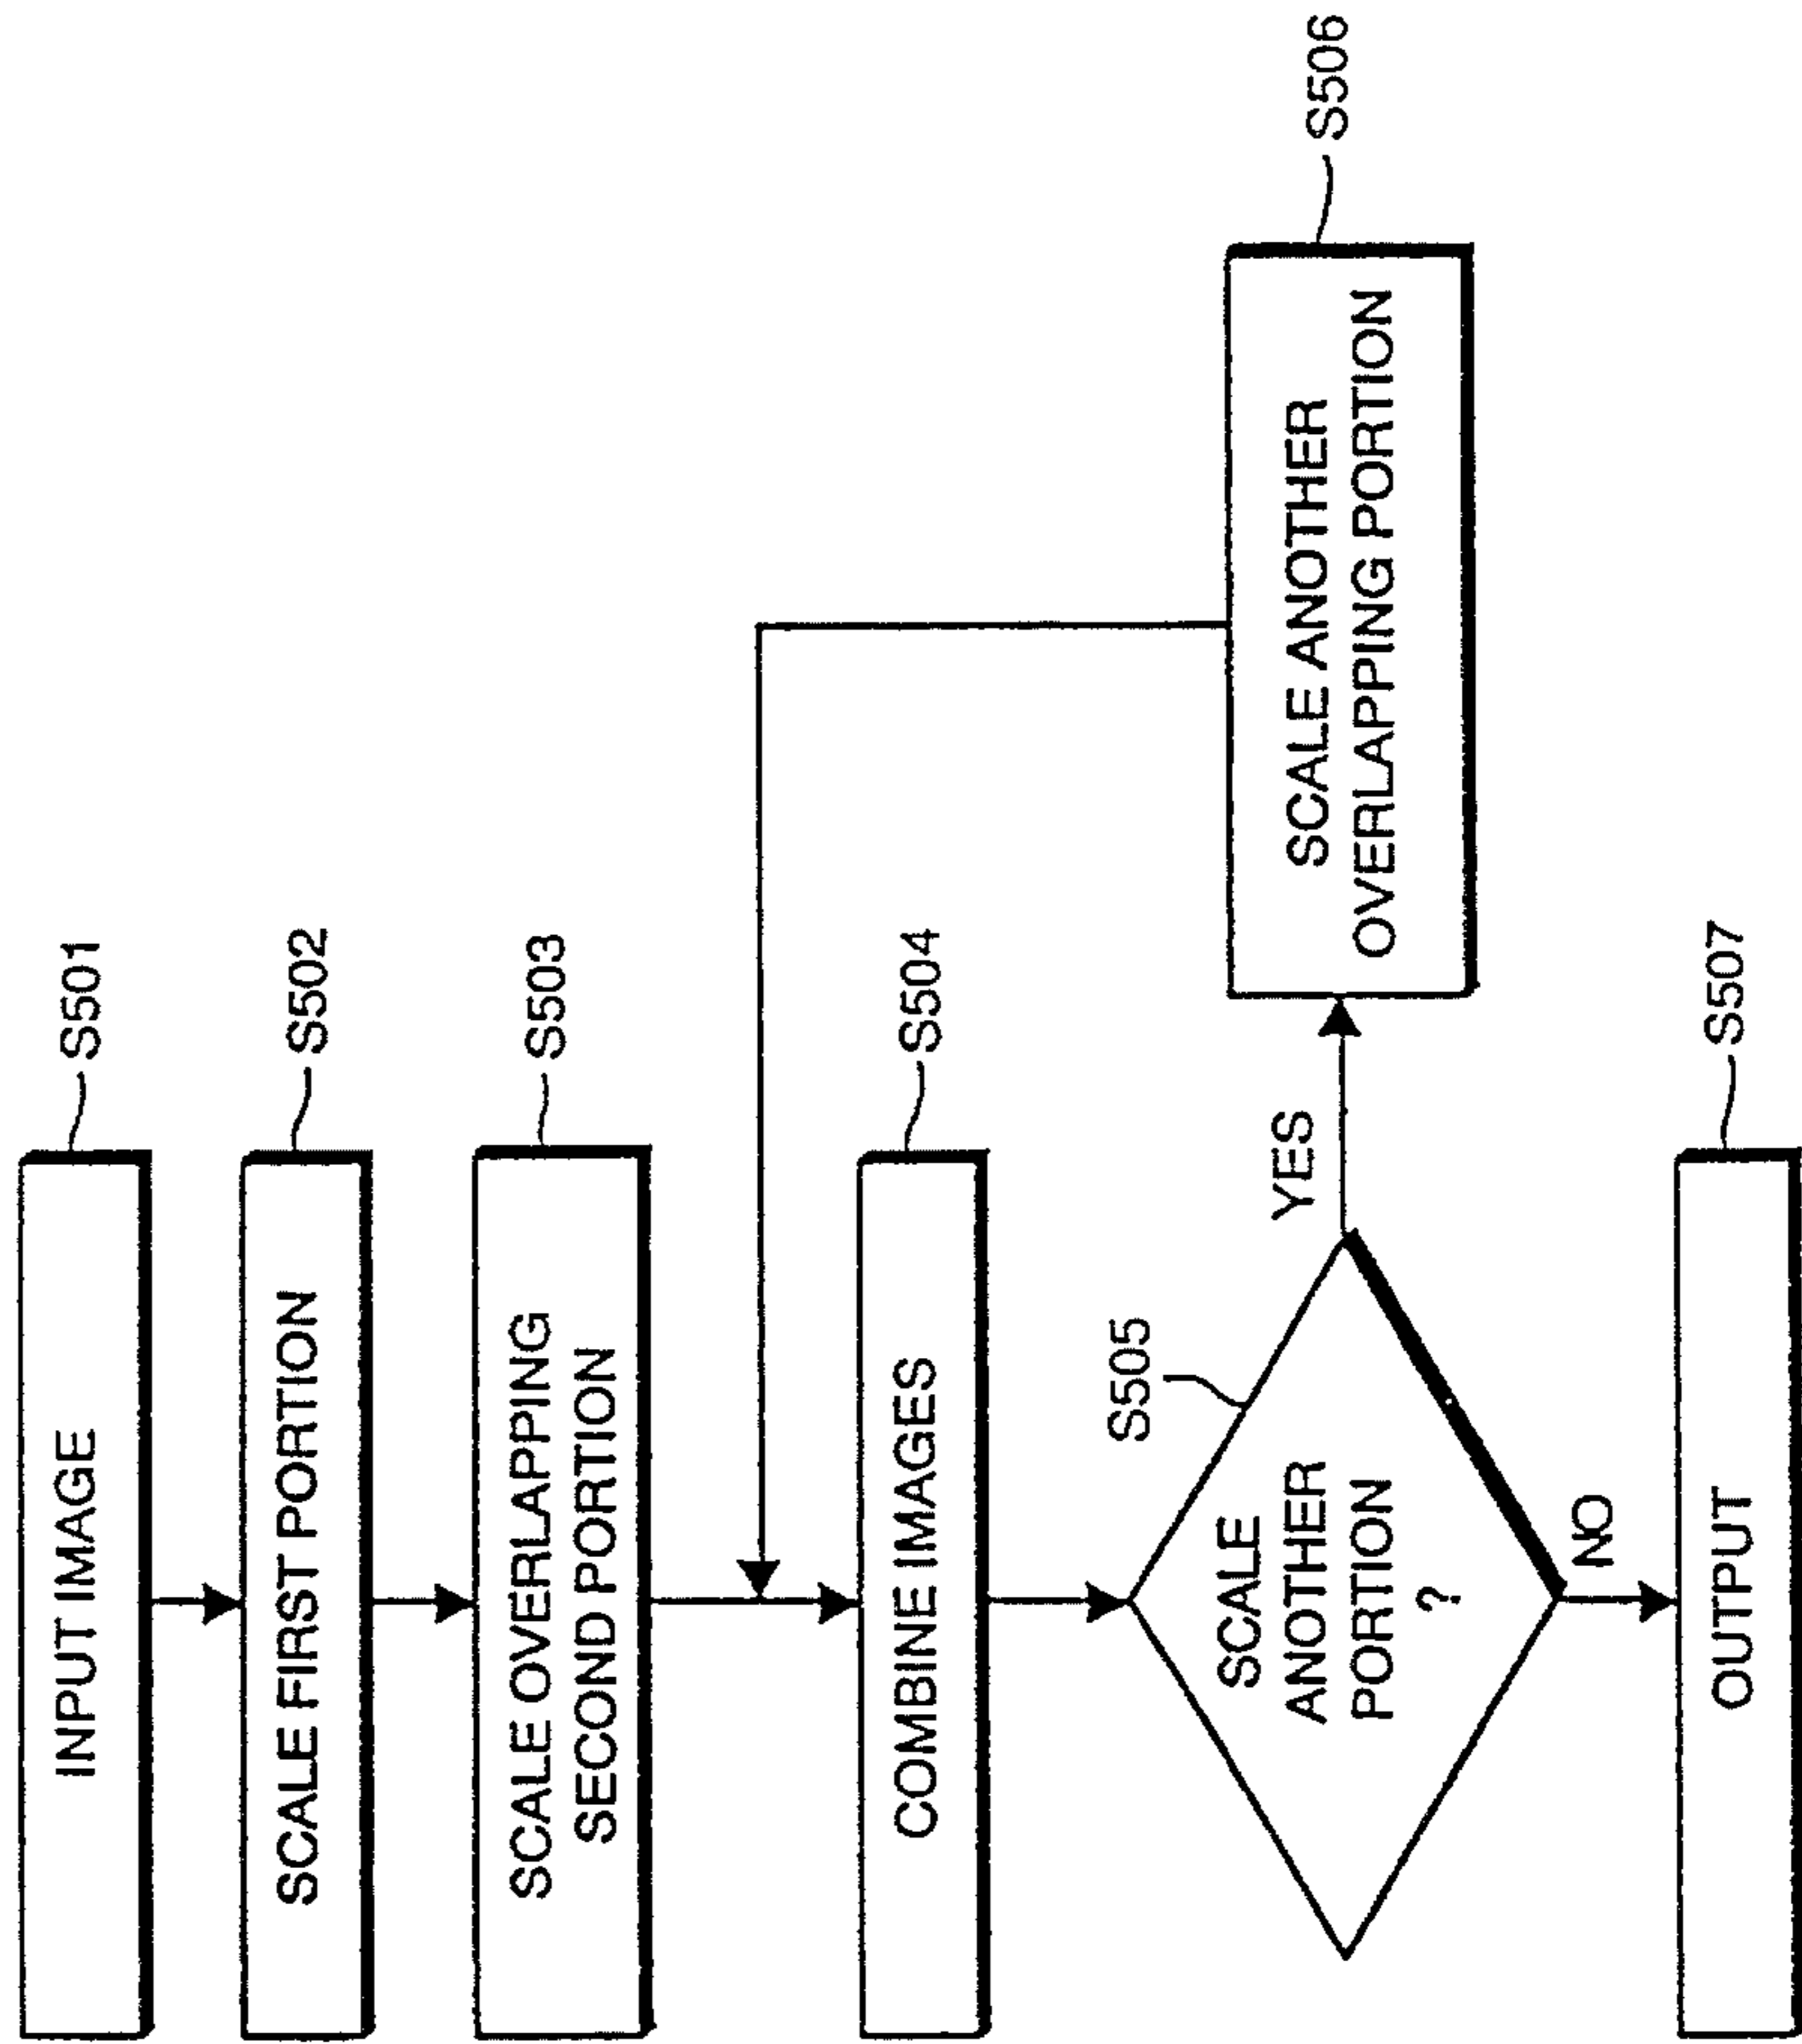 INPUT IMAGE
S501
SCALE FIRST PORTION
S502
SCALE OVERLAPPING
SECOND PORTION
S503
COMBINE IMAGES
S504
SCALE
ANOTHER
PORTION
?
S505
YES
SCALE ANOTHER
OVERLAPPING PORTION
S506
NO
OUTPUT
S507